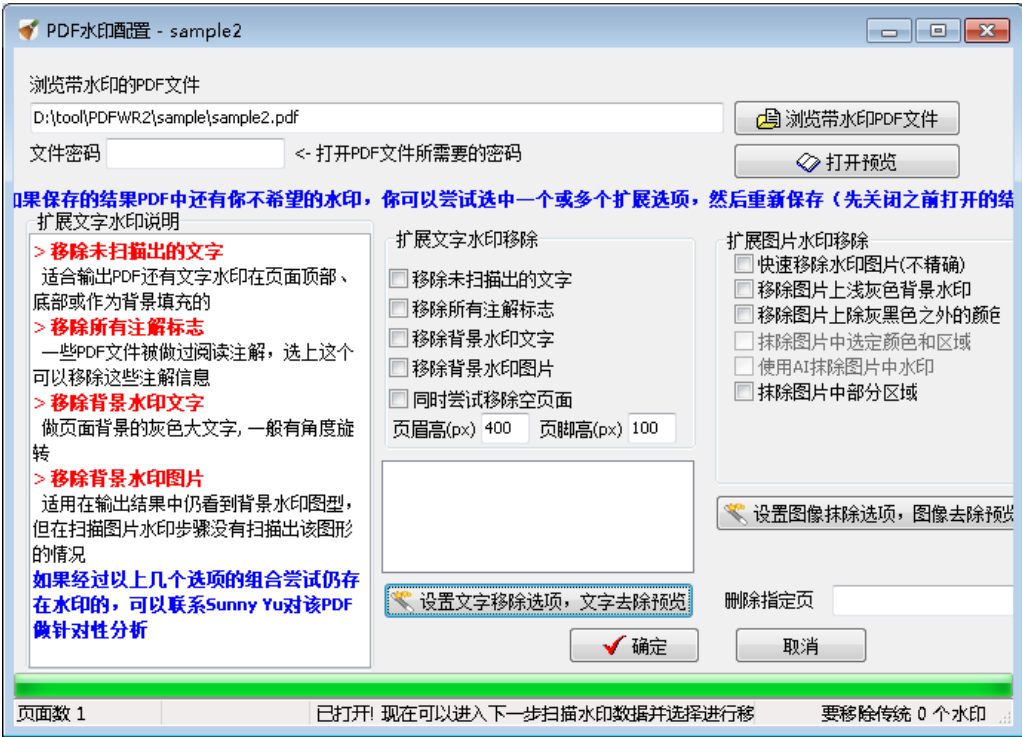 PDF水印配置 - sample2
浏览带水印的PDF文件
D:\tool\PDFWR2\sample\sample2.pdf
浏览带水印PDF文件
文件密码
<- 打开PDF文件所需要的密码
打开预览
如果保存的结果PDF中还有你不希望的水印，你可以尝试选中一个或多个扩展选项，然后重新保存（先关闭之前打开的结
扩展文字水印说明
> 移除未扫描出的文字
适合输出PDF还有文字水印在页面顶部、
底部或作为背景填充的
> 移除所有注解标志
一些PDF文件被做过阅读注解，选上这个
可以移除这些注解信息
> 移除背景水印文字
做页面背景的灰色大文字,一般有角度旋
转
> 移除背景水印图片
适用在输出结果中仍看到背景水印图型，
但在扫描图片水印步骤没有扫描出该图形
的情况
如果经过以上几个选项的组合尝试仍存
在水印的，可以联系Sunny Yu对该PDF
做针对性分析
扩展文字水印移除
移除未扫描出的文字
移除所有注解标志
移除背景水印文字
移除背景水印图片
同时尝试移除空页面
页眉高(px) 400 页脚高(px) 100
设置文字移除选项，文字去除预览
扩展图片水印移除
快速移除水印图片(不精确)
移除图片上浅灰色背景水印
移除图片上除灰黑色之外的颜色
抹除图片中选定颜色和区域
使用AI抹除图片中水印
抹除图片中部分区域
设置图像抹除选项，图像去除预览
删除指定页
确定
取消
页面数 1
已打开! 现在可以进入下一步扫描水印数据并选择进行移
要移除传统 0 个水印